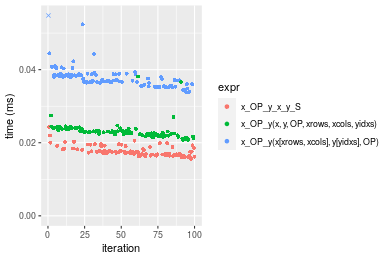 time (ms)
0.04
0.02
0.00
0
25
50
75
100
iteration
expr
x_OP_y_x_y_S
x_OP_y(x, y, OP, xrows, xcols, yidxs)
x_OP_y(x[xrows, xcols], y[yidxs], OP)